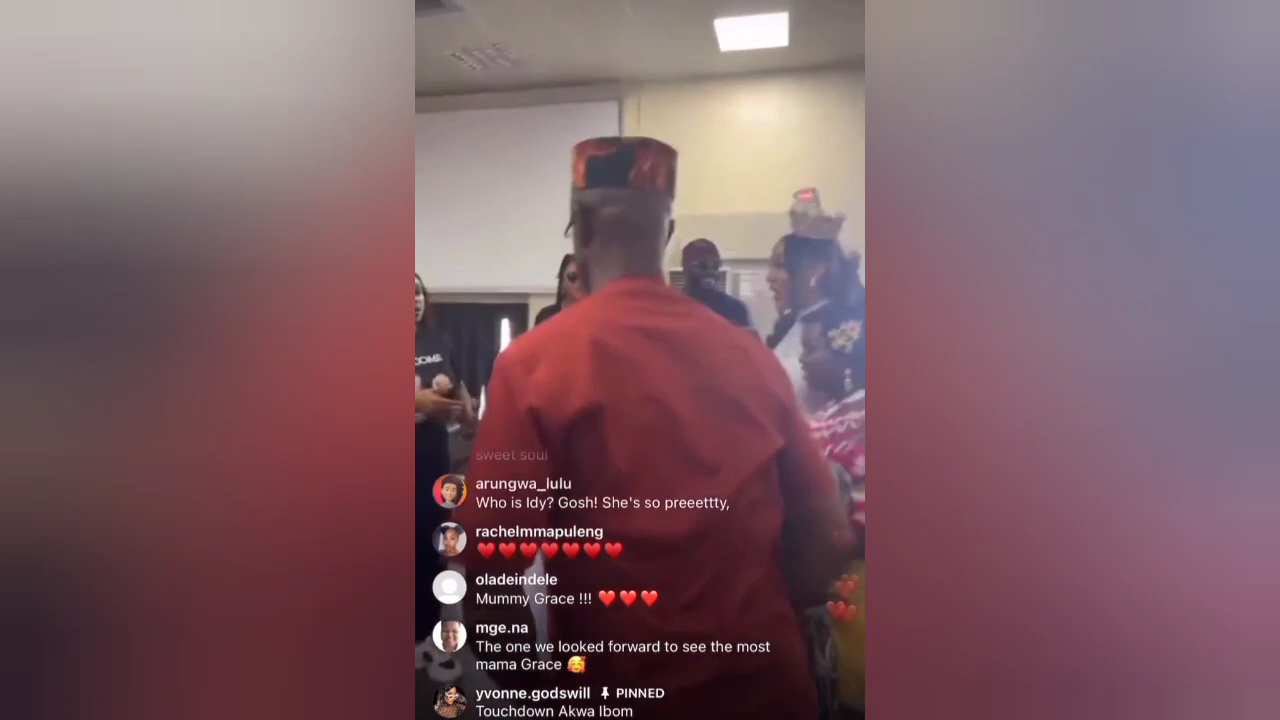 sweet soul
arungwa_lulu
Who is Idy? Gosh! She's so preeettty,
rachelmmapuleng
❤️❤️❤️❤️❤️❤️❤️
oladeindele
Mummy Grace !!! ❤️❤️❤️
mge.na
The one we looked forward to see the most
mama Grace 🥰
yvonne.godswill 📌 PINNED
Touchdown Akwa Ibom